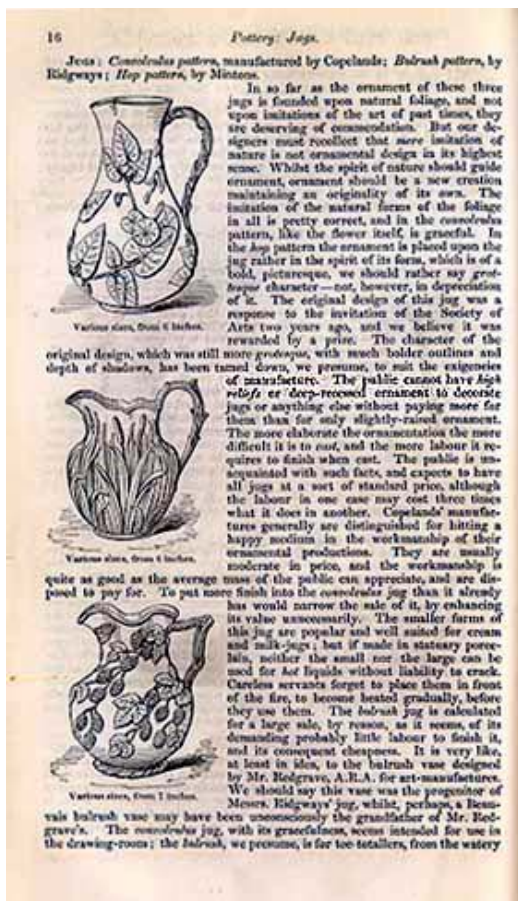 16
Pottery: Jugs.
Jugs: Convolvulus pattern, manufactured by Copelands; Bulrush pattern, by
Ridgways; Hop pattern, by Mintons.
In so far as the ornament of these three
jugs is founded upon natural foliage, and not
upon imitations of the art of past times, they
are deserving of commendation. But our de-
signers must recollect that mere imitation of
nature is not ornamental design in its highest
sense. Whilst the spirit of nature should guide
ornament, ornament should be a new creation
maintaining an originality of its own. The
imitation of the natural forms of the foliage
in all is pretty correct, and in the convolvulus
pattern, like the flower itself, is graceful. In
the hop pattern the ornament is placed upon the
jug rather in the spirit of its form, which is of a
bold, picturesque, we should rather say grot-
tesque character—not, however, in depreciation
of it. The original design of this jug was a
response to the invitation of the Society of
Arts two years ago, and we believe it was
rewarded by a prize. The character of the
Various sizes, from 6 inches.
original design, which was still more grotesque, with much bolder outlines and
depth of shadows, has been tamed down, we presume, to suit the exigencies
of manufacture. The public cannot have high
reliefs or deep-recessed ornament to decorate
jugs or anything else without paying more for
them than for only slightly-raised ornament.
The more elaborate the ornamentation the more
difficult it is to cast, and the more labour it re-
quires to finish when cast. The public is un-
acquainted with such facts, and expects to have
all jugs at a sort of standard price, although
the labour in one case may cost three times
what it does in another. Copelands' manufac-
tures generally are distinguished for hitting a
happy medium in the workmanship of their
ornamental productions. They are usually
moderate in price, and the workmanship is
Various sizes, from 6 inches.
quite as good as the average mass of the public can appreciate, and are dis-
posed to pay for. To put more finish into the convolvulus jug than it already
has would narrow the sale of it, by enhancing
its value unnecessarily. The smaller forms of
this jug are popular and well suited for cream
and milk-jugs; but if made in statuary porce-
lain, neither the small nor the large can be
used for hot liquids without liability to crack.
Careless servants forget to place them in front
of the fire, to become heated gradually, before
they use them. The bulrush jug is calculated
for a large sale, by reason, as it seems, of its
demanding probably little labour to finish it,
and its consequent cheapness. It is very like,
at least in idea, to the bulrush vase designed
by Mr. Redgrave, A.R.A. for art-manufactures.
We should say this vase was the progenitor of
Messrs. Ridgways' jug, whilst, perhaps, a Beau-
Various sizes, from 7 inches.
vais bulrush vase may have been unconsciously the grandfather of Mr. Red-
grave's. The convolvulus jug, with its gracefulness, seems intended for use in
the drawing-room; the bulrush, we presume, is for tee-totallers, from the watery